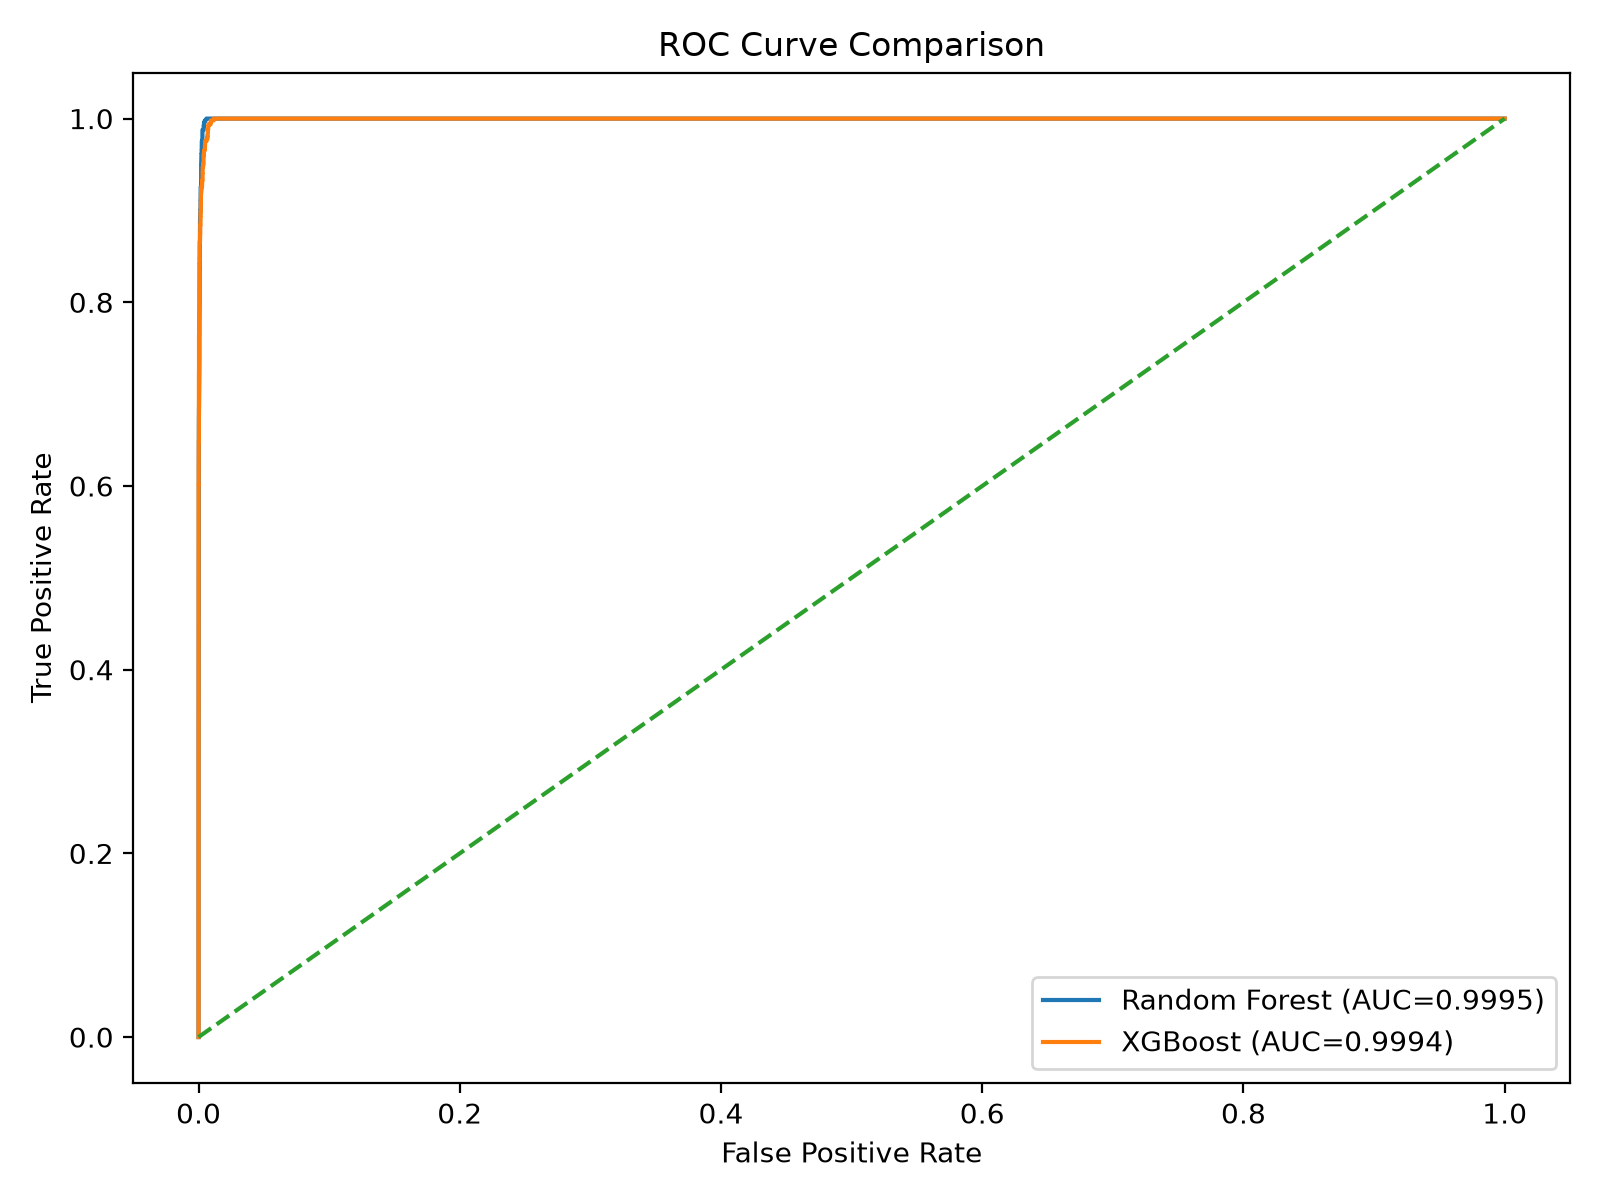 ROC Curve Comparison
True Positive Rate
1.0
0.8
0.6
0.4
0.2
0.0
Random Forest (AUC=0.9995)
XGBoost (AUC=0.9994)
0.0 0.2 0.4 0.6 0.8 1.0
False Positive Rate